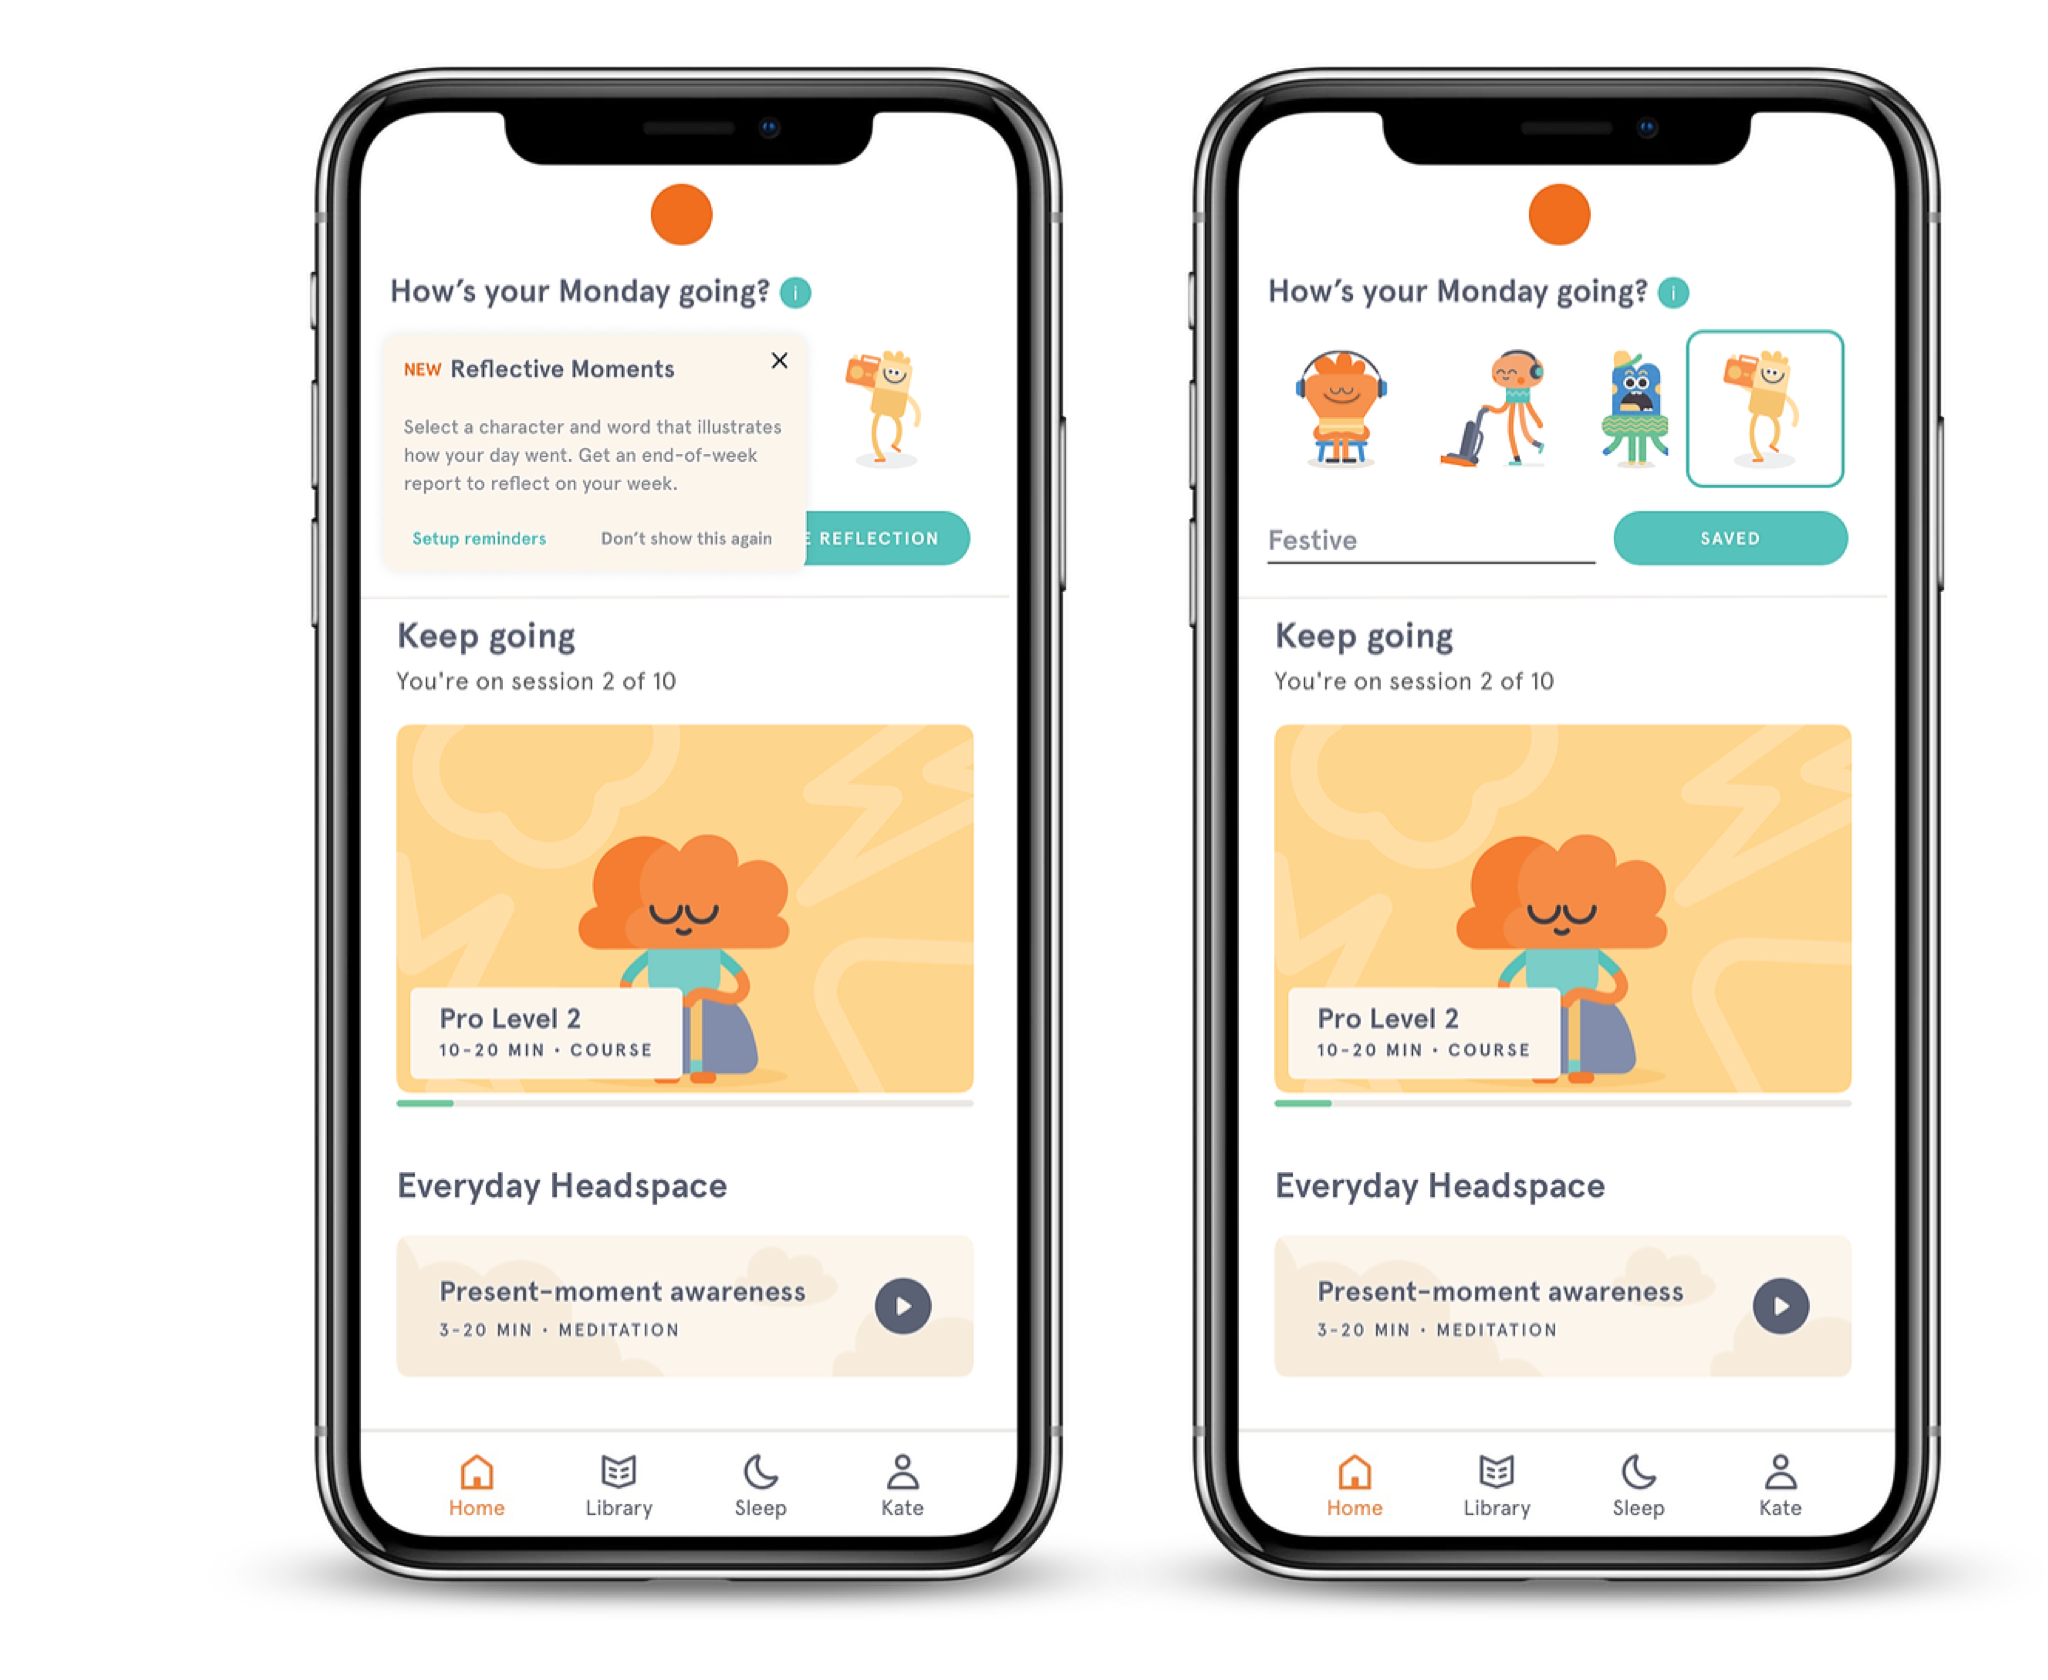 How's your Monday going? i
NEW Reflective Moments
Select a character and word that illustrates
how your day went. Get an end-of-week
report to reflect on your week.
Setup reminders Don't show this again
REFLECTION
Keep going
You're on session 2 of 10
Pro Level 2
10-20 MIN • COURSE
Everyday Headspace
Present-moment awareness
3-20 MIN • MEDITATION
Home Library Sleep Kate
How's your Monday going? i
Festive SAVED
Keep going
You're on session 2 of 10
Pro Level 2
10-20 MIN • COURSE
Everyday Headspace
Present-moment awareness
3-20 MIN • MEDITATION
Home Library Sleep Kate